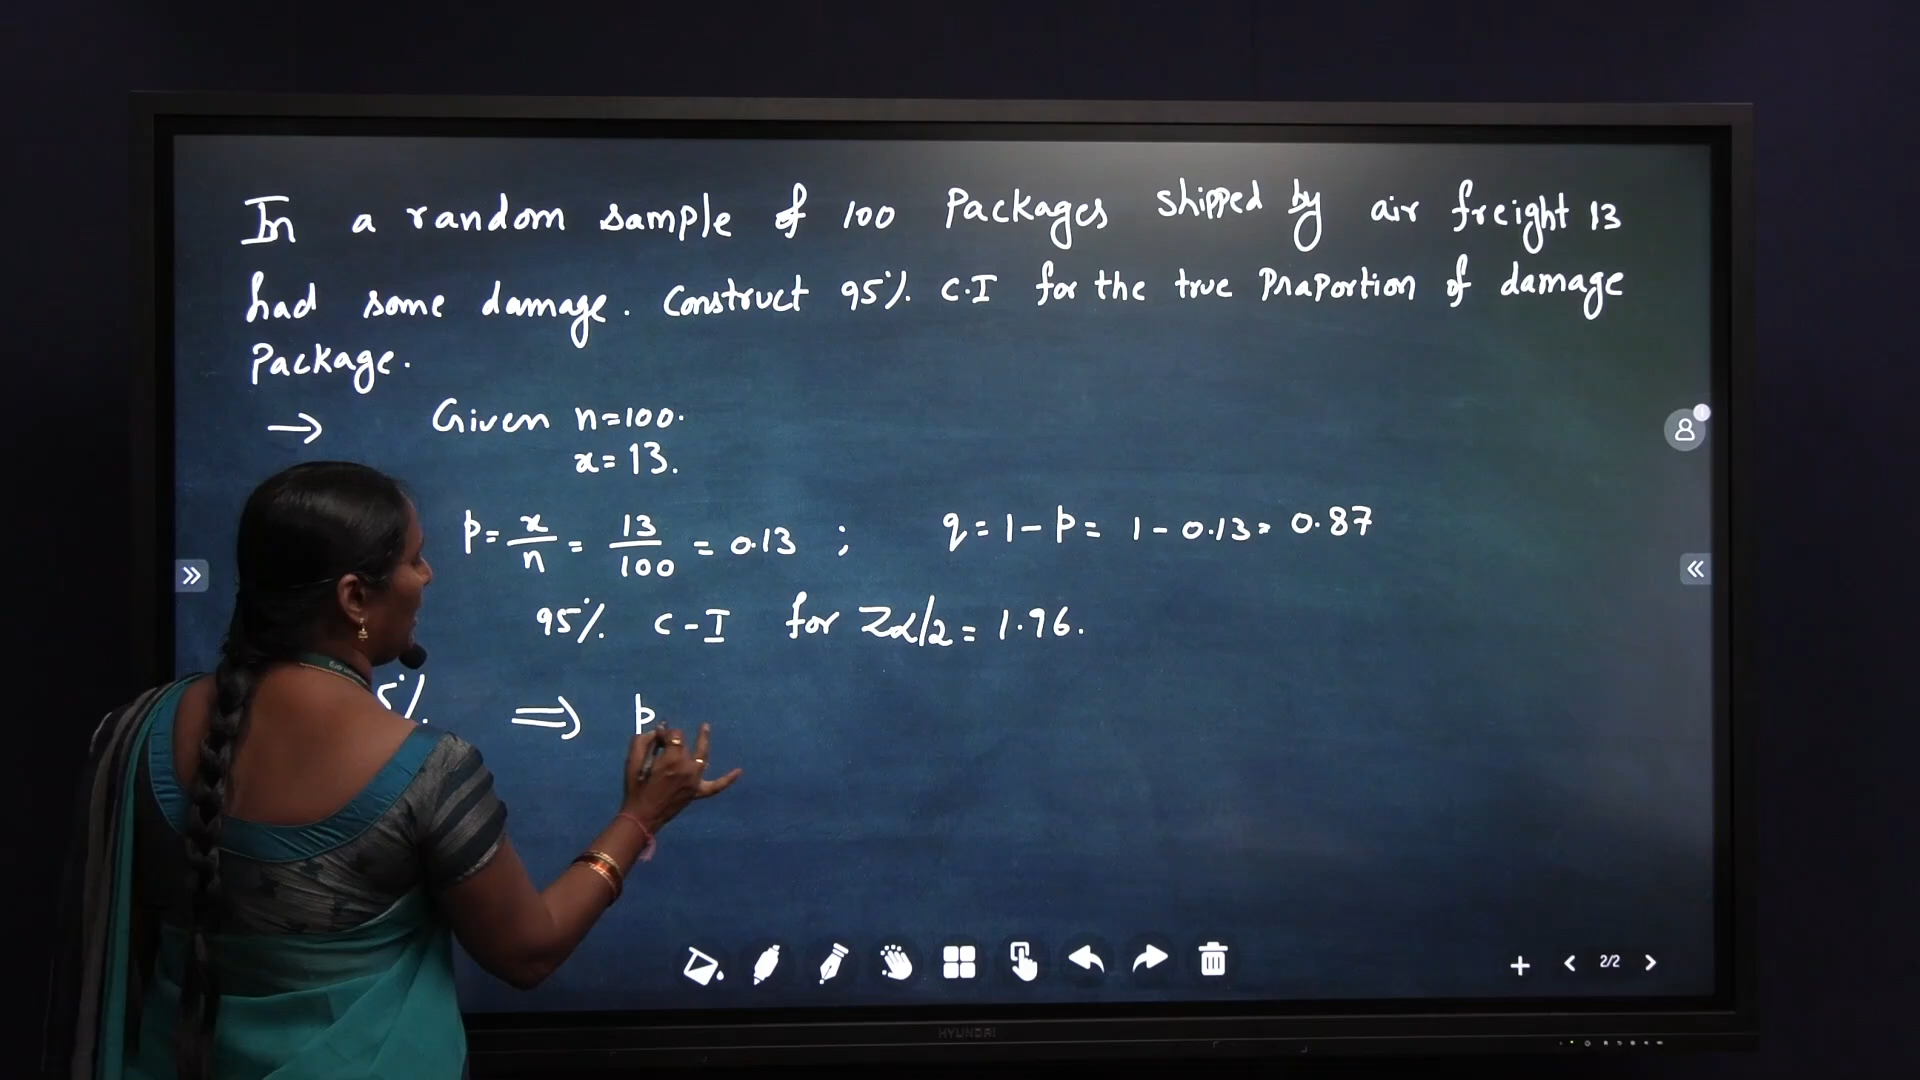 In a random sample of 100 Packages shipped by air freight 13
had some damage. Construct 95%. C.I for the true Praportion of damage
Package.
→ Given n=100.
x=13.
p= x/n = 13/100 = 0.13 ; q=1-p= 1-0.13= 0.87
95% C-I for Zα/2 = 1.96.
5% ⇒ p
2/2
HYUNDAI